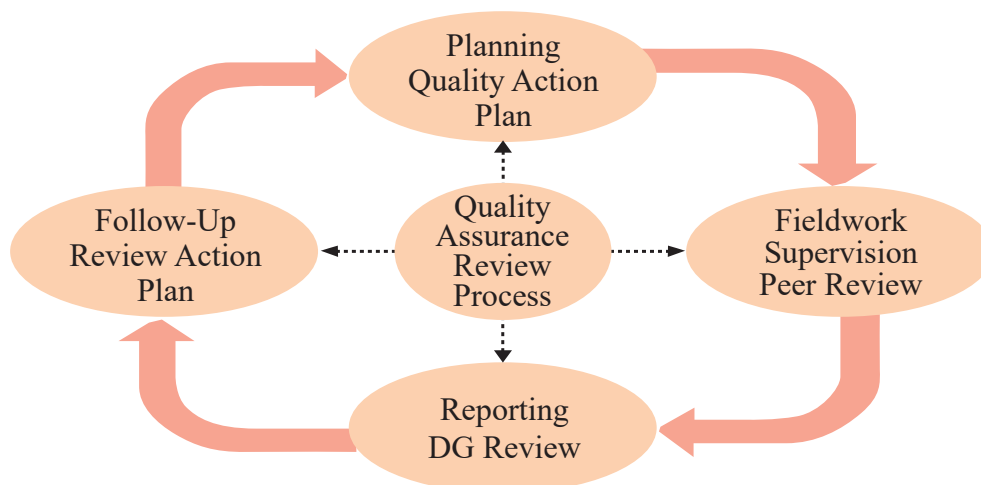 Planning
Quality Action
Plan
Follow-Up
Review Action
Plan
Quality
Assurance
Review
Process
Fieldwork
Supervision
Peer Review
Reporting
DG Review